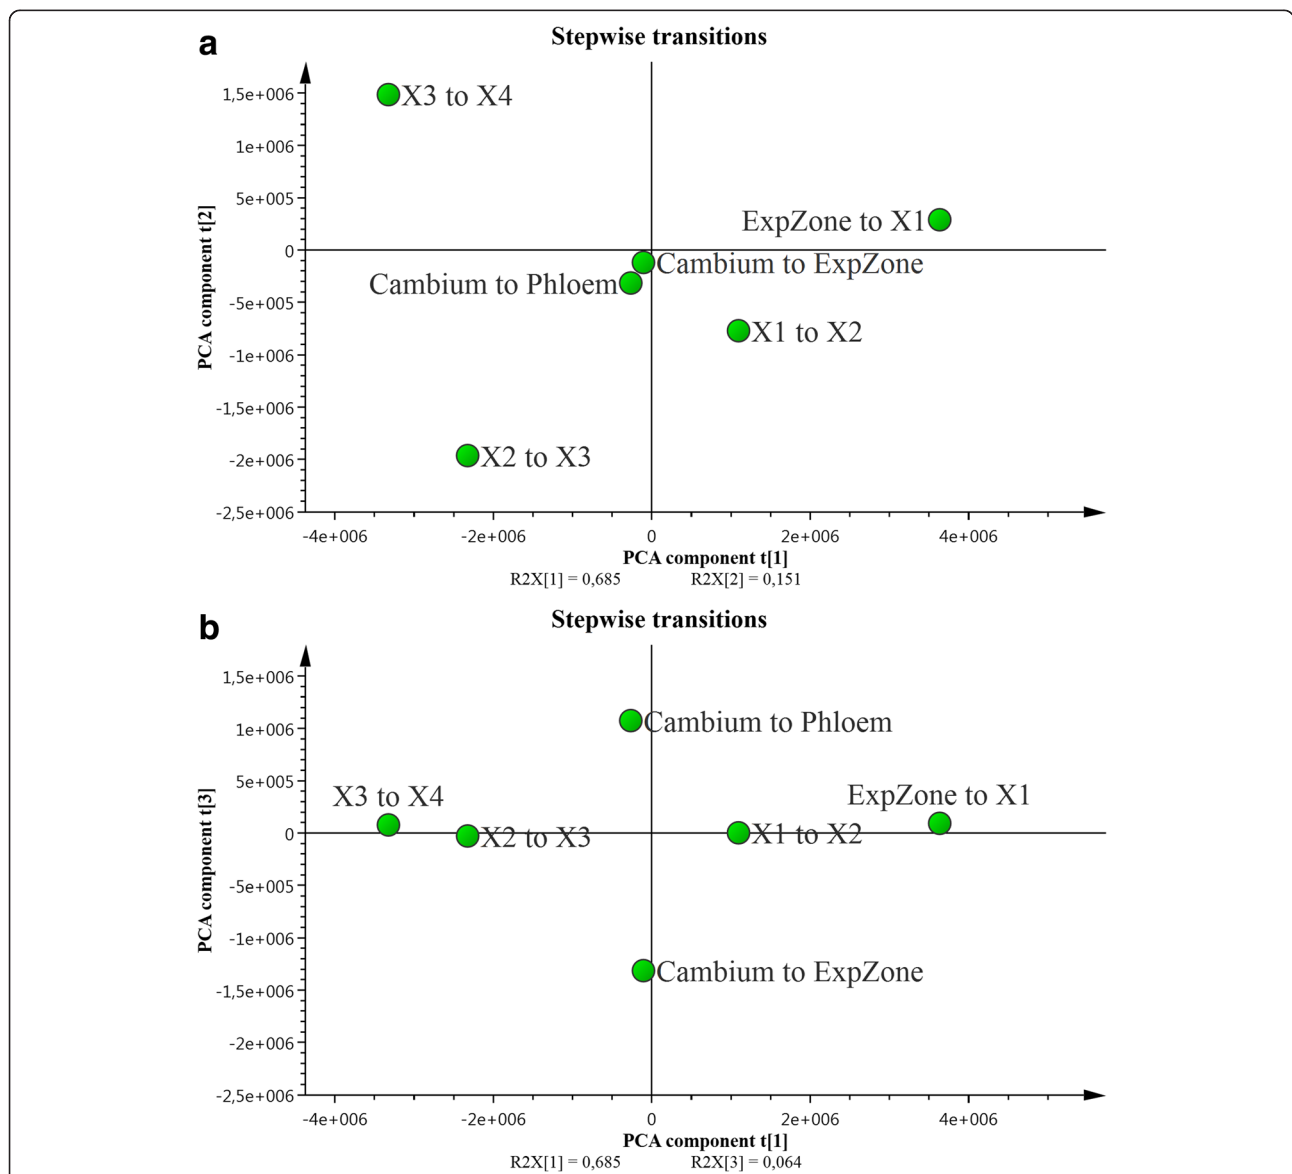 a
Stepwise transitions
1,5e+006
X3 to X4
1e+006
5e+005
ExpZone to X1
0
Cambium to ExpZone
Cambium to Phloem
-5e+005
X1 to X2
-1e+006
-1,5e+006
X2 to X3
-2e+006
-2,5e+006
PCA component t[2]
-4e+006 -2e+006 0 2e+006 4e+006
PCA component t[1]
R2X[1] = 0,685 R2X[2] = 0,151
b
Stepwise transitions
1,5e+006
1e+006
Cambium to Phloem
5e+005
X3 to X4
ExpZone to X1
0
X2 to X3
X1 to X2
-5e+005
-1e+006
Cambium to ExpZone
-1,5e+006
-2e+006
-2,5e+006
PCA component t[3]
-4e+006 -2e+006 0 2e+006 4e+006
PCA component t[1]
R2X[1] = 0,685 R2X[3] = 0,064